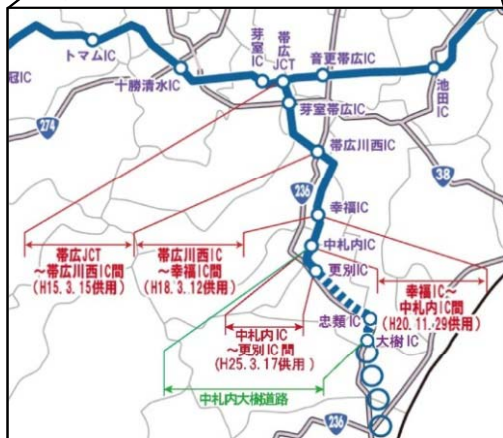 トマムIC
冠IC
十勝清水IC
芽室IC
帯広JCT
音更帯広IC
池田IC
芽室帯広IC
274
帯広川西IC
38
236
幸福IC
中札内IC
更別IC
帯広JCT
～帯広川西IC間
(H15.3.15供用)
帯広川西IC
～幸福IC間
(H18.3.12供用)
幸福IC～
中札内IC間
(H20.11.29供用)
中札内IC
～更別IC間
(H25.3.17供用)
忠類IC
大樹IC
中札内大樹道路
236